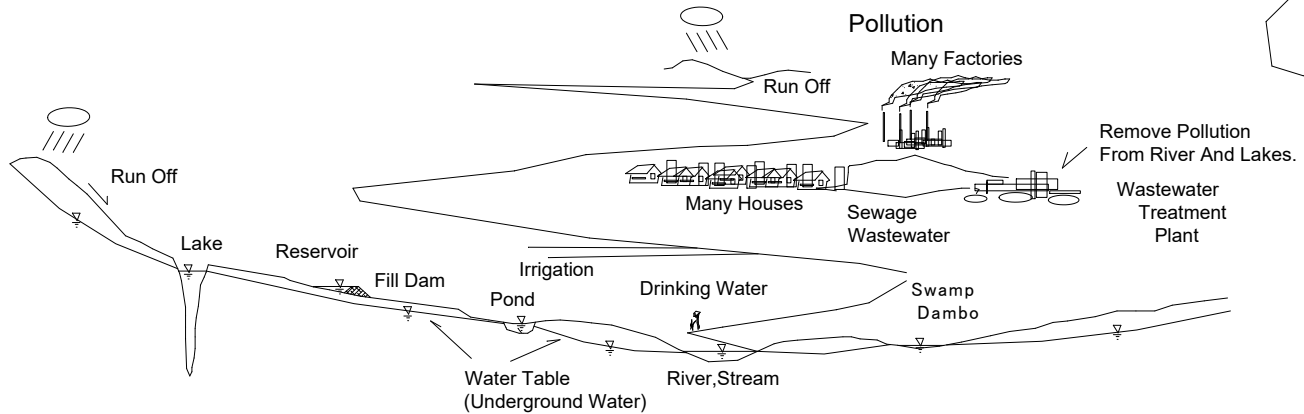 Pollution
Many Factories
Run Off
Remove Pollution
From River And Lakes.
Run Off
Many Houses
Sewage
Wastewater
Wastewater
Treatment
Plant
Lake
Reservoir
Irrigation
Fill Dam
Drinking Water
Swamp
Dambo
Pond
Water Table
(Underground Water)
River,Stream